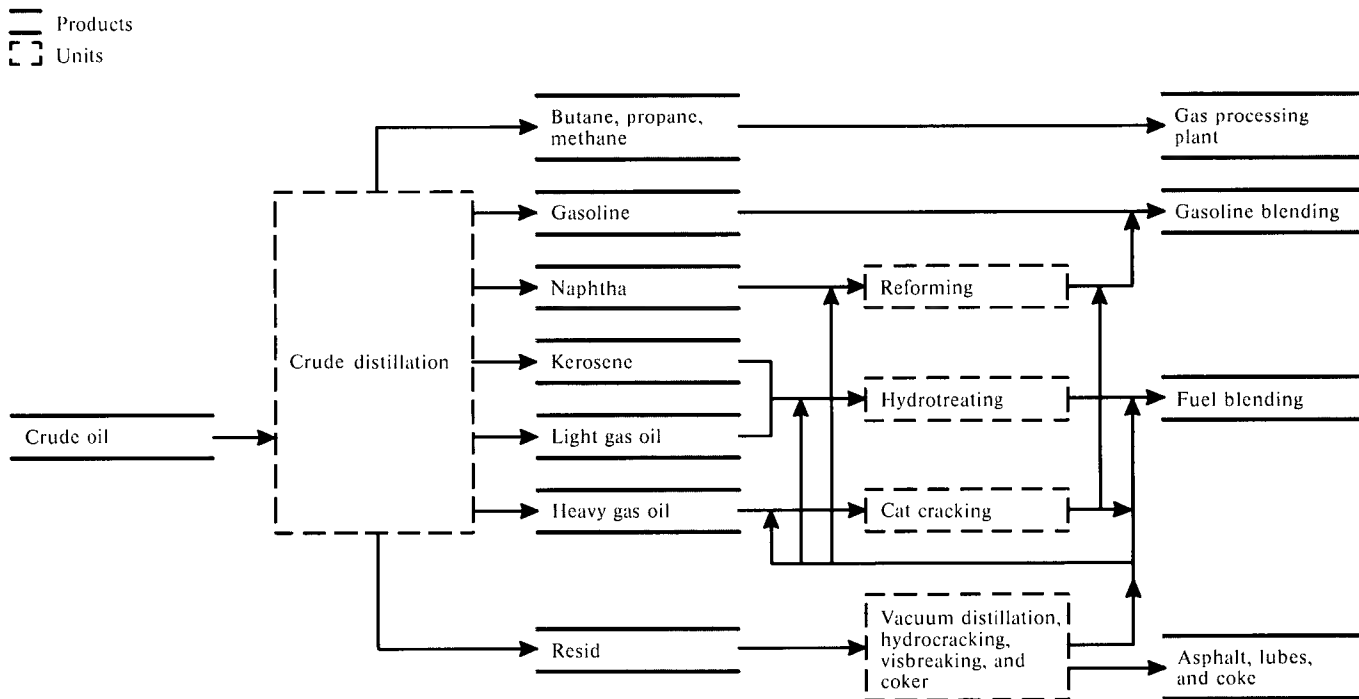 Products
Units
Butane, propane,
methane
Gas processing
plant
Gasoline
Gasoline blending
Naphtha
Reforming
Crude distillation
Kerosene
Hydrotreating
Fuel blending
Crude oil
Light gas oil
Heavy gas oil
Cat cracking
Resid
Vacuum distillation,
hydrocracking,
visbreaking, and
coker
Asphalt, lubes,
and coke